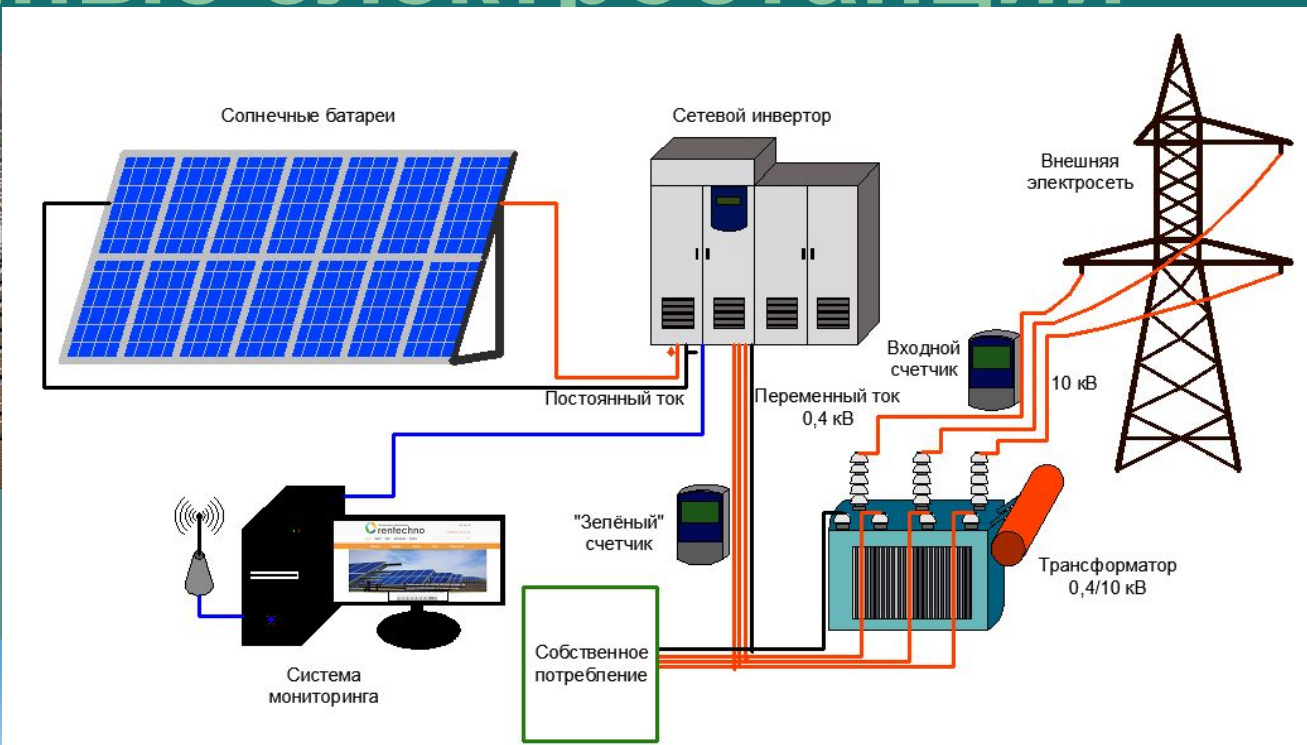 электростанции
Солнечные батареи
Сетевой инвертор
Внешняя
электросеть
Входной
счетчик
10 кВ
Постоянный ток
Переменный ток
0,4 кВ
"Зелёный"
счетчик
rentechno
Трансформатор
0,4/10 кВ
Собственное
потребление
Система
мониторинга